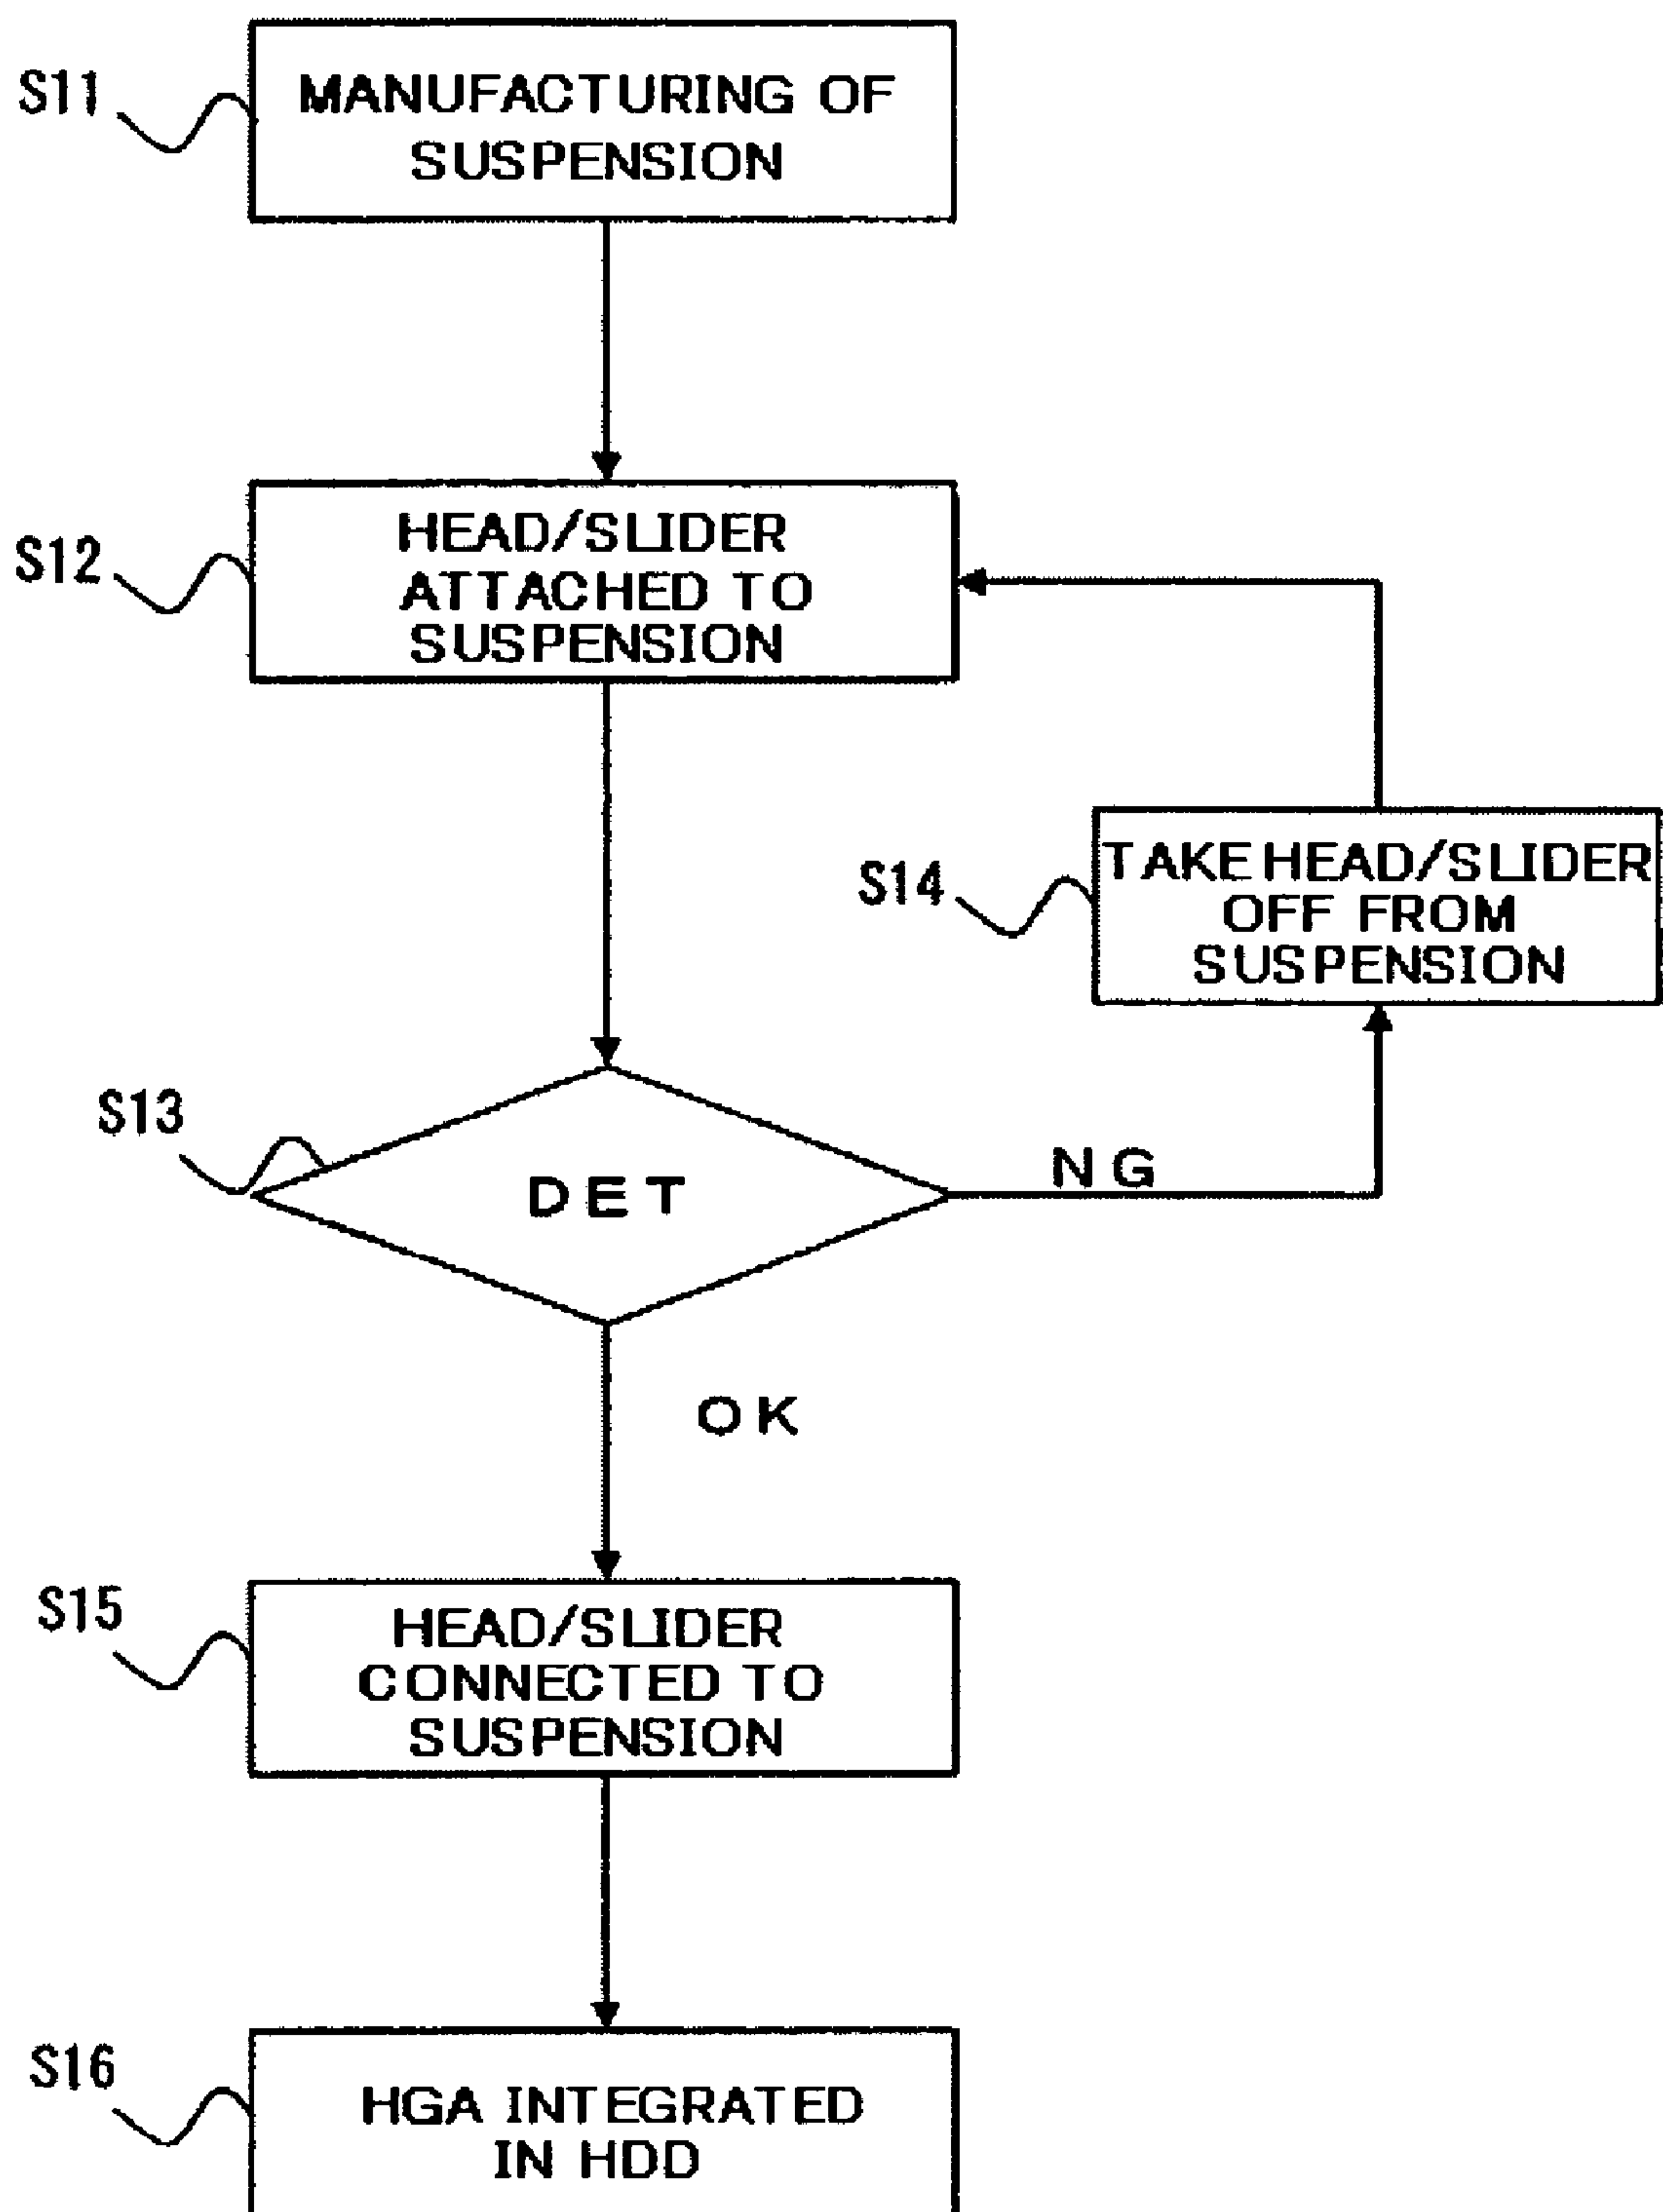 S11
MANUFACTURING OF
SUSPENSION
S12
HEAD/SLIDER
ATTACHED TO
SUSPENSION
S14
TAKE HEAD/SLIDER
OFF FROM
SUSPENSION
S13
DET
NG
OK
S15
HEAD/SLIDER
CONNECTED TO
SUSPENSION
S16
HGA INTEGRATED
IN HDD